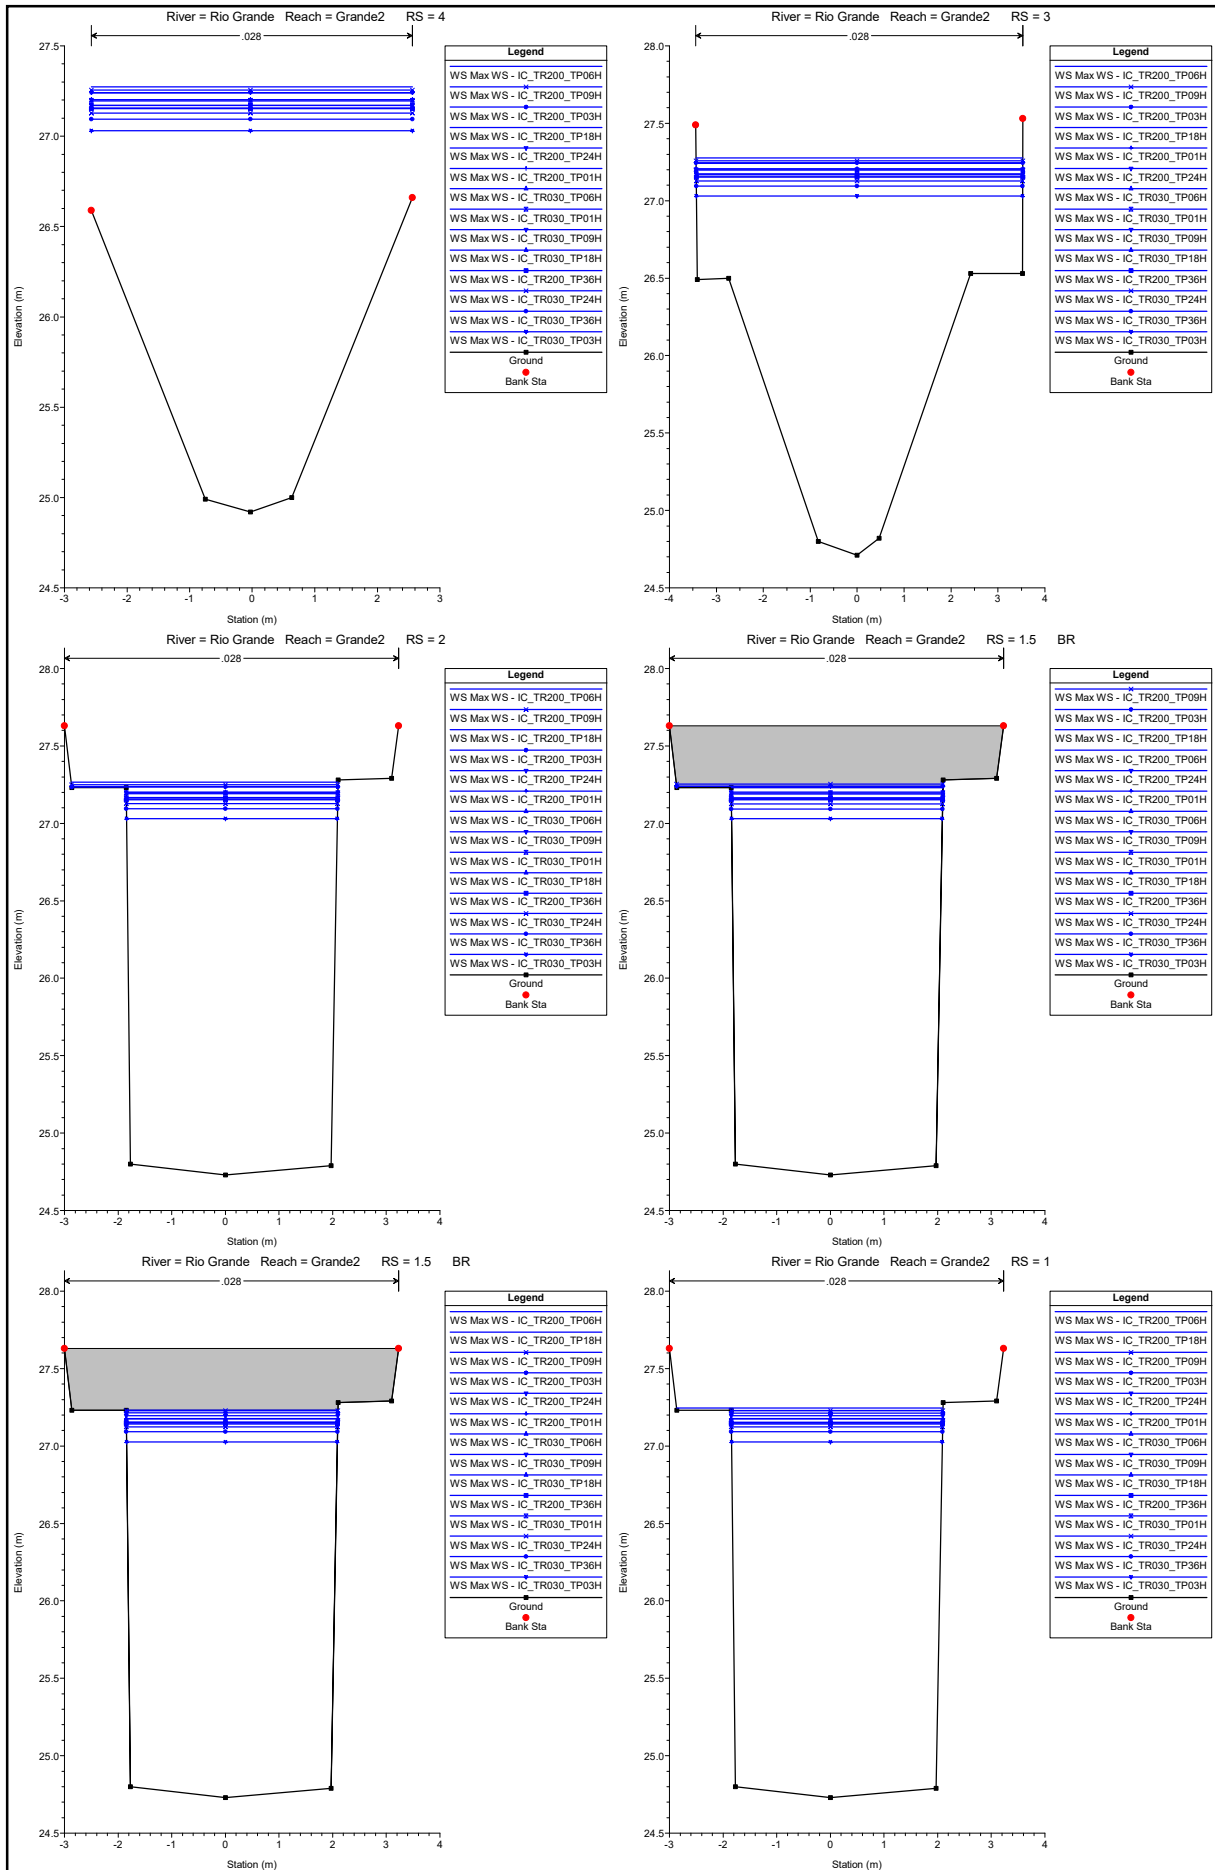 River = Rio Grande Reach = Grande2 RS = 4
.028
27.5
27.0
26.5
26.0
25.5
25.0
24.5
-3 -2 -1 0 1 2 3
Elevation (m)
Station (m)
Legend
WS Max WS - IC_TR200_TP06H
WS Max WS - IC_TR200_TP09H
WS Max WS - IC_TR200_TP03H
WS Max WS - IC_TR200_TP18H
WS Max WS - IC_TR200_TP24H
WS Max WS - IC_TR200_TP01H
WS Max WS - IC_TR030_TP06H
WS Max WS - IC_TR030_TP01H
WS Max WS - IC_TR030_TP09H
WS Max WS - IC_TR030_TP18H
WS Max WS - IC_TR200_TP36H
WS Max WS - IC_TR030_TP24H
WS Max WS - IC_TR030_TP36H
WS Max WS - IC_TR030_TP03H
Ground
Bank Sta
River = Rio Grande Reach = Grande2 RS = 3
.028
28.0
27.5
27.0
26.5
26.0
25.5
25.0
24.5
-4 -3 -2 -1 0 1 2 3 4
Elevation (m)
Station (m)
Legend
WS Max WS - IC_TR200_TP06H
WS Max WS - IC_TR200_TP09H
WS Max WS - IC_TR200_TP03H
WS Max WS - IC_TR200_TP18H
WS Max WS - IC_TR200_TP01H
WS Max WS - IC_TR200_TP24H
WS Max WS - IC_TR030_TP06H
WS Max WS - IC_TR030_TP01H
WS Max WS - IC_TR030_TP09H
WS Max WS - IC_TR030_TP18H
WS Max WS - IC_TR200_TP36H
WS Max WS - IC_TR030_TP24H
WS Max WS - IC_TR030_TP36H
WS Max WS - IC_TR030_TP03H
Ground
Bank Sta
River = Rio Grande Reach = Grande2 RS = 2
.028
28.0
27.5
27.0
26.5
26.0
25.5
25.0
24.5
-3 -2 -1 0 1 2 3 4
Elevation (m)
Station (m)
Legend
WS Max WS - IC_TR200_TP06H
WS Max WS - IC_TR200_TP09H
WS Max WS - IC_TR200_TP18H
WS Max WS - IC_TR200_TP03H
WS Max WS - IC_TR200_TP24H
WS Max WS - IC_TR200_TP01H
WS Max WS - IC_TR030_TP06H
WS Max WS - IC_TR030_TP09H
WS Max WS - IC_TR030_TP01H
WS Max WS - IC_TR030_TP18H
WS Max WS - IC_TR200_TP36H
WS Max WS - IC_TR030_TP24H
WS Max WS - IC_TR030_TP36H
WS Max WS - IC_TR030_TP03H
Ground
Bank Sta
River = Rio Grande Reach = Grande2 RS = 1.5 BR
.028
28.0
27.5
27.0
26.5
26.0
25.5
25.0
24.5
-3 -2 -1 0 1 2 3 4
Elevation (m)
Station (m)
Legend
WS Max WS - IC_TR200_TP09H
WS Max WS - IC_TR200_TP03H
WS Max WS - IC_TR200_TP18H
WS Max WS - IC_TR200_TP06H
WS Max WS - IC_TR200_TP24H
WS Max WS - IC_TR200_TP01H
WS Max WS - IC_TR030_TP06H
WS Max WS - IC_TR030_TP09H
WS Max WS - IC_TR030_TP01H
WS Max WS - IC_TR030_TP18H
WS Max WS - IC_TR200_TP36H
WS Max WS - IC_TR030_TP24H
WS Max WS - IC_TR030_TP36H
WS Max WS - IC_TR030_TP03H
Ground
Bank Sta
River = Rio Grande Reach = Grande2 RS = 1.5 BR
.028
28.0
27.5
27.0
26.5
26.0
25.5
25.0
24.5
-3 -2 -1 0 1 2 3 4
Elevation (m)
Station (m)
Legend
WS Max WS - IC_TR200_TP06H
WS Max WS - IC_TR200_TP18H
WS Max WS - IC_TR200_TP09H
WS Max WS - IC_TR200_TP03H
WS Max WS - IC_TR200_TP24H
WS Max WS - IC_TR200_TP01H
WS Max WS - IC_TR030_TP06H
WS Max WS - IC_TR030_TP09H
WS Max WS - IC_TR030_TP18H
WS Max WS - IC_TR200_TP36H
WS Max WS - IC_TR030_TP01H
WS Max WS - IC_TR030_TP24H
WS Max WS - IC_TR030_TP36H
WS Max WS - IC_TR030_TP03H
Ground
Bank Sta
River = Rio Grande Reach = Grande2 RS = 1
.028
28.0
27.5
27.0
26.5
26.0
25.5
25.0
24.5
-3 -2 -1 0 1 2 3 4
Elevation (m)
Station (m)
Legend
WS Max WS - IC_TR200_TP06H
WS Max WS - IC_TR200_TP18H
WS Max WS - IC_TR200_TP09H
WS Max WS - IC_TR200_TP03H
WS Max WS - IC_TR200_TP24H
WS Max WS - IC_TR200_TP01H
WS Max WS - IC_TR030_TP06H
WS Max WS - IC_TR030_TP09H
WS Max WS - IC_TR030_TP18H
WS Max WS - IC_TR200_TP36H
WS Max WS - IC_TR030_TP01H
WS Max WS - IC_TR030_TP24H
WS Max WS - IC_TR030_TP36H
WS Max WS - IC_TR030_TP03H
Ground
Bank Sta